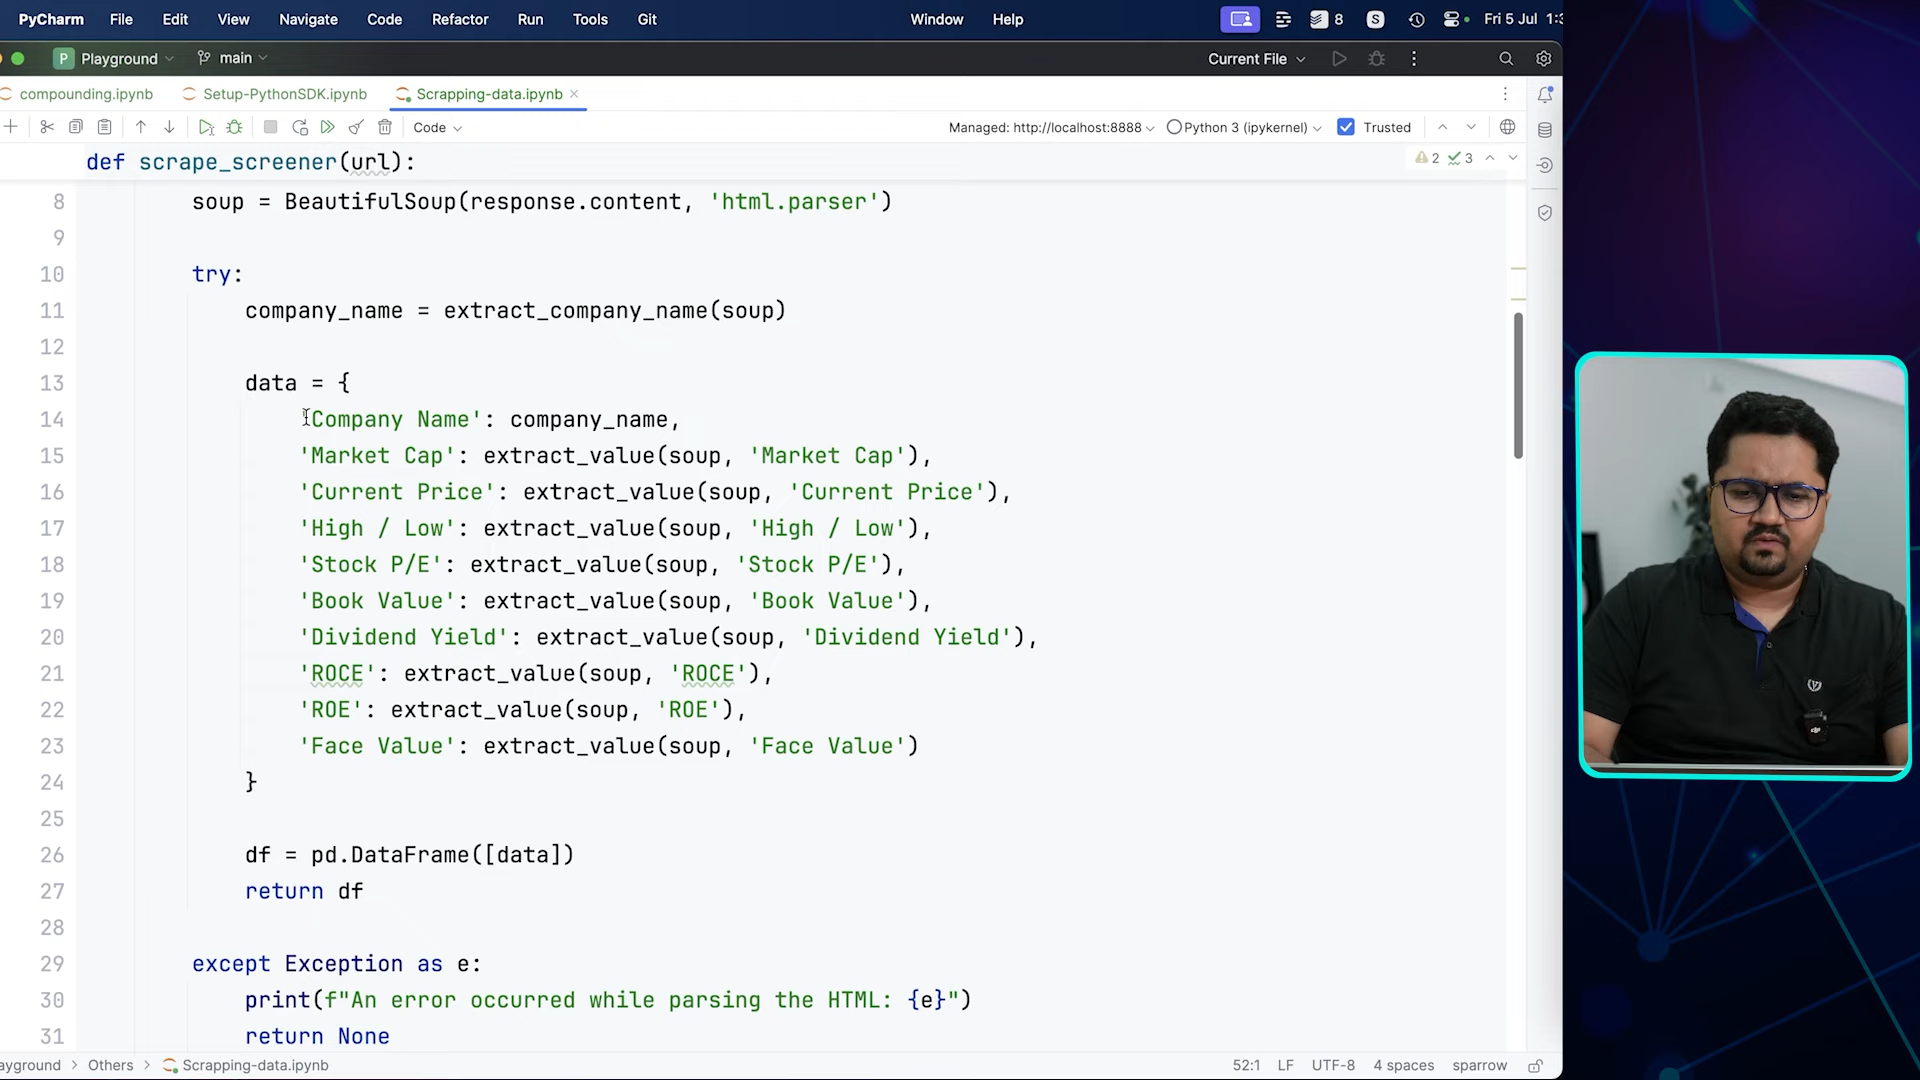 PyCharm File Edit View Navigate Code Refactor Run Tools Git Window Help 8 S Fri 5 Jul
P Playground main Current File
compounding.ipynb Setup-PythonSDK.ipynb Scrapping-data.ipynb
Code Managed: http://localhost:8888 Python 3 (ipykernel) Trusted
def scrape_screener(url): 2 3
8 soup = BeautifulSoup(response.content, 'html.parser')
9
10 try:
11 company_name = extract_company_name(soup)
12
13 data = {
14 'Company Name': company_name,
15 'Market Cap': extract_value(soup, 'Market Cap'),
16 'Current Price': extract_value(soup, 'Current Price'),
17 'High / Low': extract_value(soup, 'High / Low'),
18 'Stock P/E': extract_value(soup, 'Stock P/E'),
19 'Book Value': extract_value(soup, 'Book Value'),
20 'Dividend Yield': extract_value(soup, 'Dividend Yield'),
21 'ROCE': extract_value(soup, 'ROCE'),
22 'ROE': extract_value(soup, 'ROE'),
23 'Face Value': extract_value(soup, 'Face Value')
24 }
25
26 df = pd.DataFrame([data])
27 return df
28
29 except Exception as e:
30 print(f"An error occurred while parsing the HTML: {e}")
31 return None
ayground > Others > Scrapping-data.ipynb 52:1 LF UTF-8 4 spaces sparrow